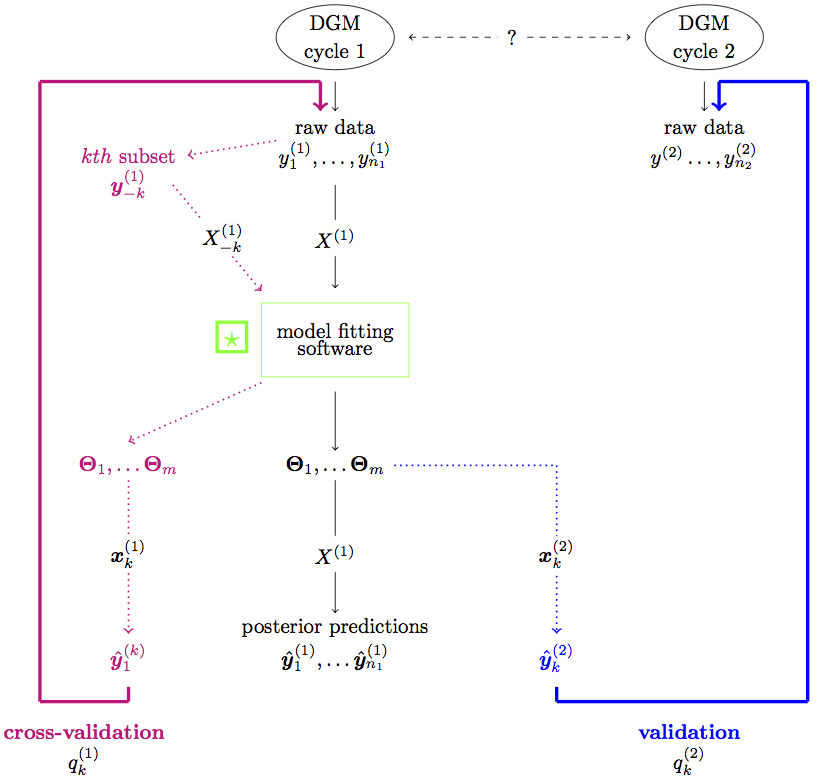 DGM
cycle 1
?
DGM
cycle 2
raw data
$y_1^{(1)}, \ldots, y_{n_1}^{(1)}$
raw data
$y^{(2)} \ldots, y_{n_2}^{(2)}$
kth subset
$\boldsymbol{y}_{-k}^{(1)}$
$X_{-k}^{(1)}$
$X^{(1)}$
⋆
model fitting
software
$\boldsymbol{\Theta}_1, \ldots \boldsymbol{\Theta}_m$
$\boldsymbol{\Theta}_1, \ldots \boldsymbol{\Theta}_m$
$\boldsymbol{x}_k^{(1)}$
$X^{(1)}$
$\boldsymbol{x}_k^{(2)}$
posterior predictions
$\hat{\boldsymbol{y}}_1^{(k)}$
$\hat{\boldsymbol{y}}_1^{(1)}, \ldots \hat{\boldsymbol{y}}_{n_1}^{(1)}$
$\hat{\boldsymbol{y}}_k^{(2)}$
cross-validation
$q_k^{(1)}$
validation
$q_k^{(2)}$